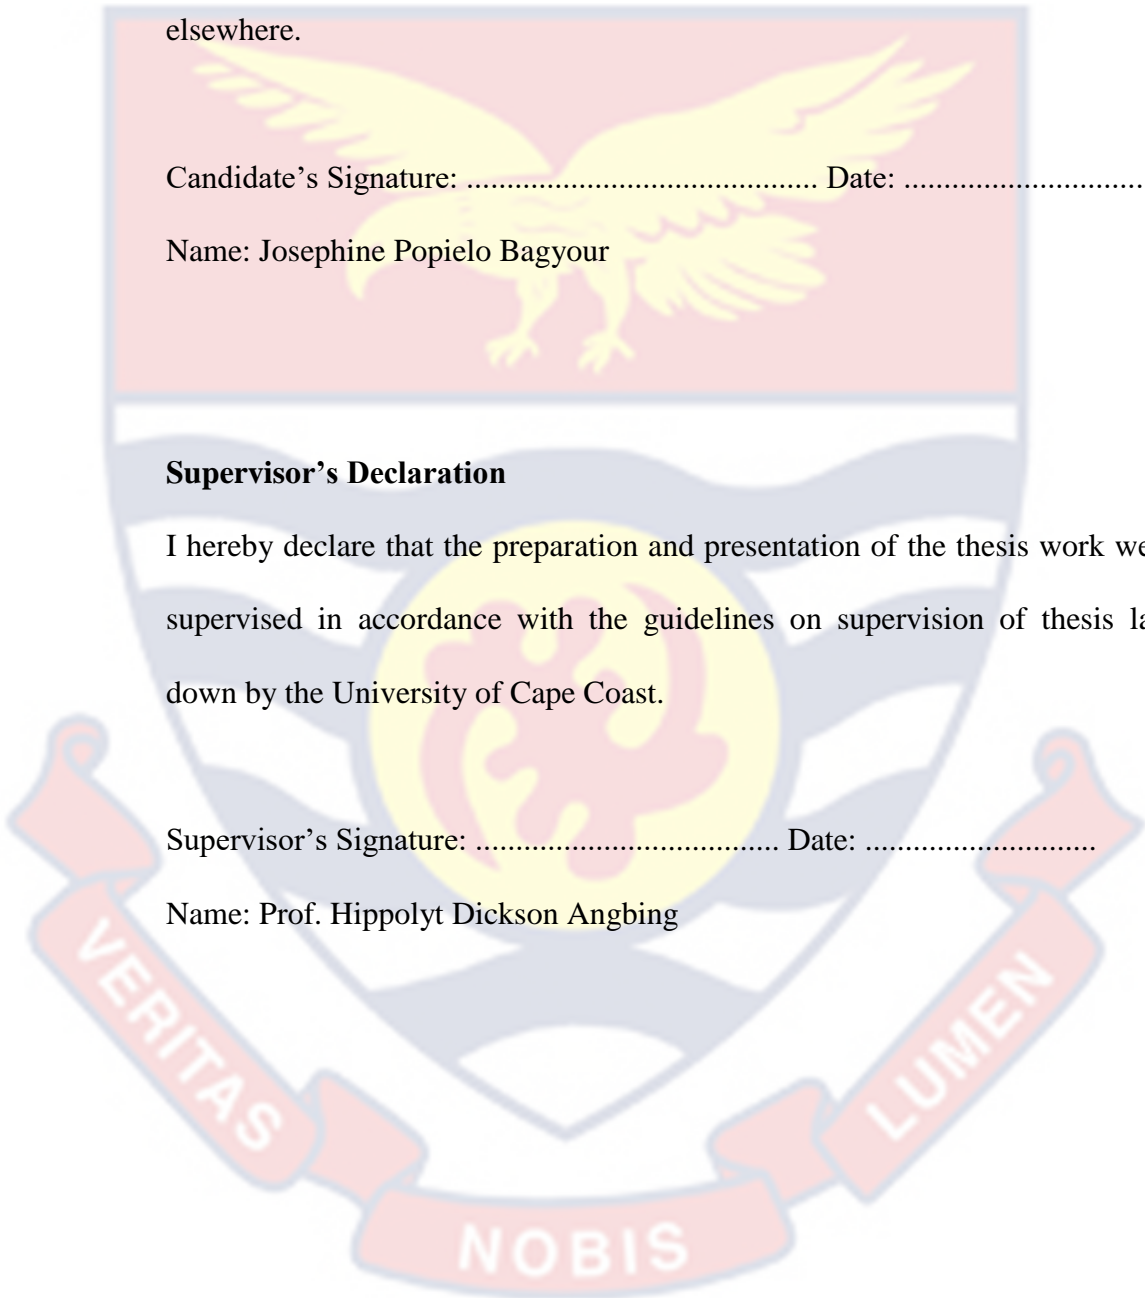 elsewhere.
Candidate’s Signature: ............................................ Date: ..............................
Name: Josephine Popielo Bagyour
Supervisor’s Declaration
I hereby declare that the preparation and presentation of the thesis work we
supervised in accordance with the guidelines on supervision of thesis la
down by the University of Cape Coast.
Supervisor’s Signature: ...................................... Date: .............................
Name: Prof. Hippolyt Dickson Angbing
VERITAS
NOBIS
LUMEN